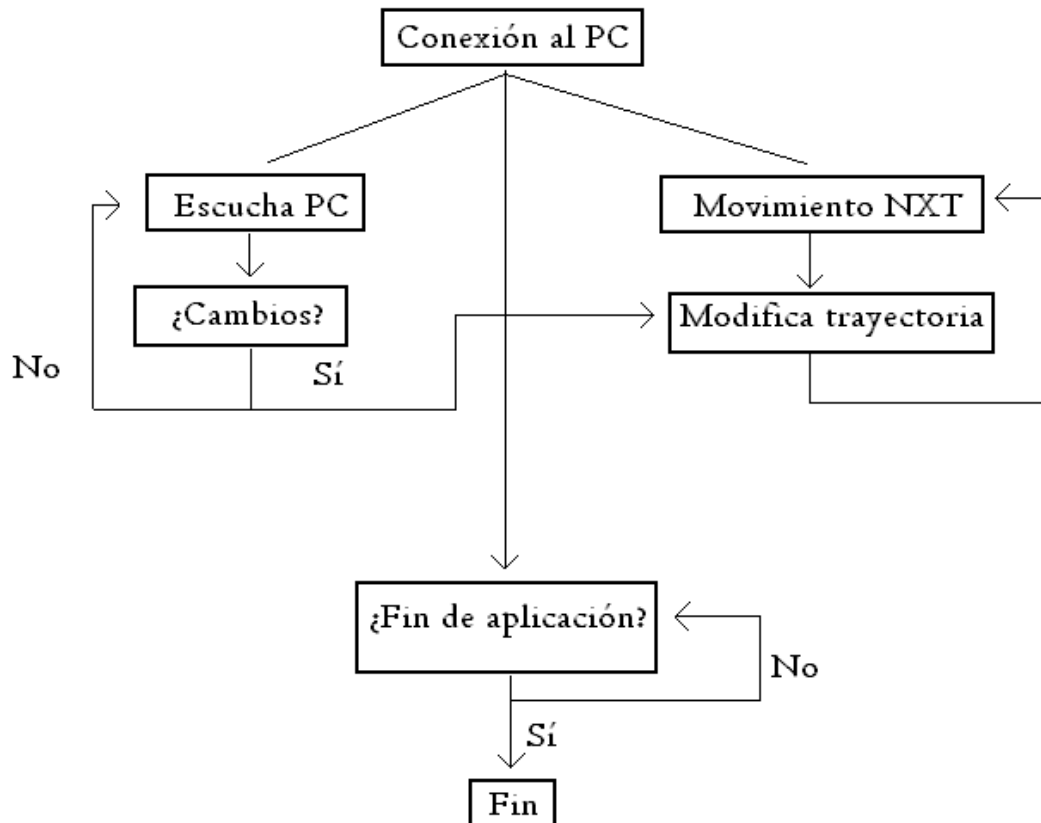 Conexión al PC
Escucha PC
Movimiento NXT
¿Cambios?
Modifica trayectoria
No
Sí
¿Fin de aplicación?
No
Sí
Fin